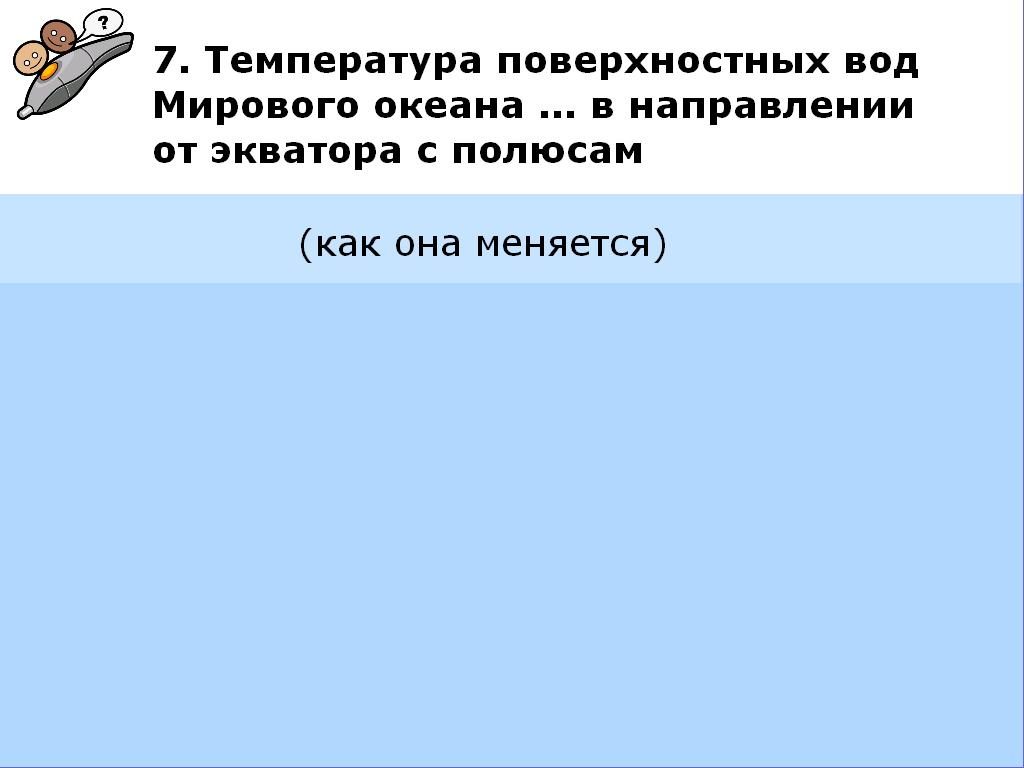 ?
7. Температура поверхностных вод
Мирового океана ... в направлении
от экватора с полюсам
(как она меняется)